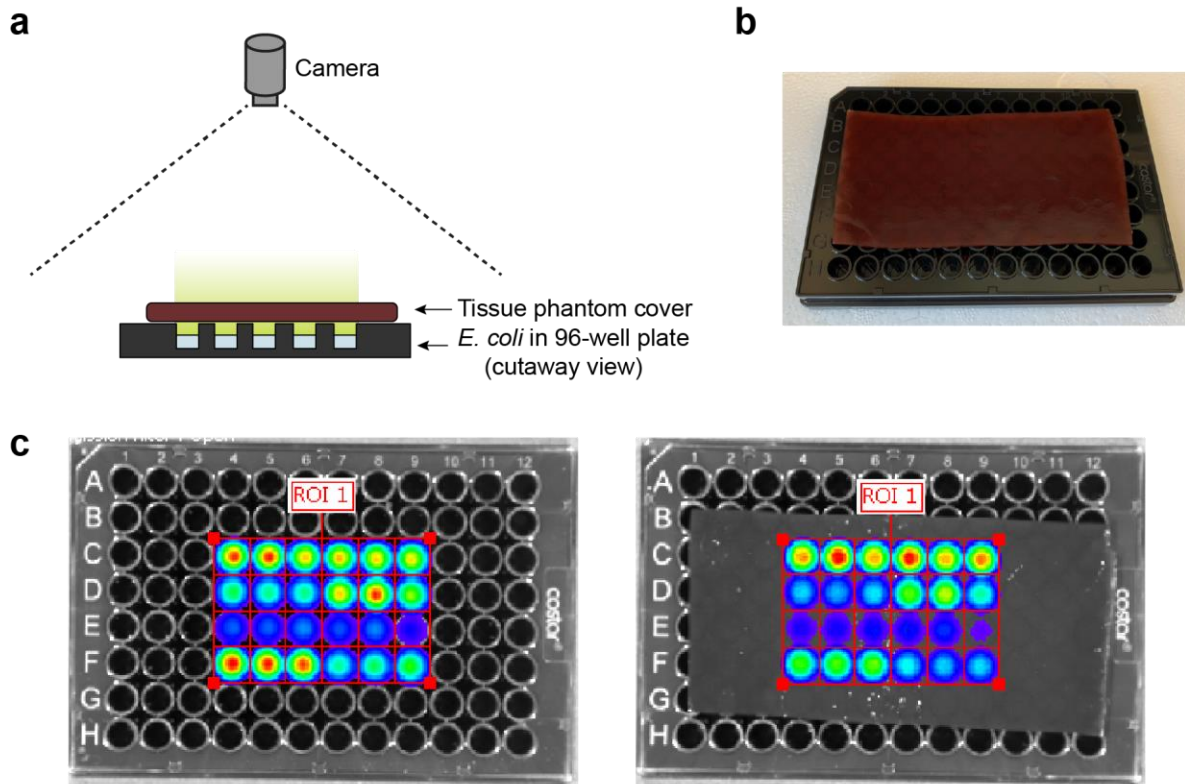 a
b
Camera
Tissue phantom cover
E. coli in 96-well plate
(cutaway view)
A
B
C
D
E
G
H
costar
c
1 2 3 4 5 6 7 8 9 10 11 12
ROI 1
A
B
C
D
E
F
G
H
costar
1 2 3 4 5 6 7 8 9 10 11 12
ROI 1
A
B
C
D
E
F
G
H
costar